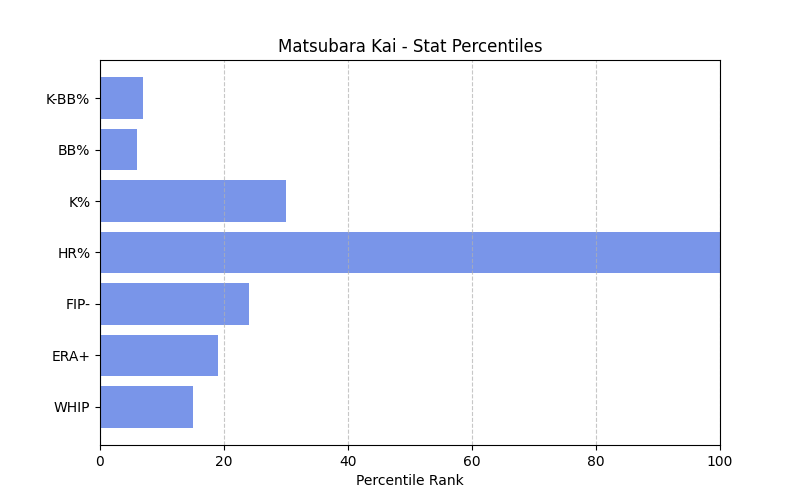 Matsubara Kai - Stat Percentiles
K-BB%
BB%
K%
HR%
FIP-
ERA+
WHIP
0 20 40 60 80 100
Percentile Rank